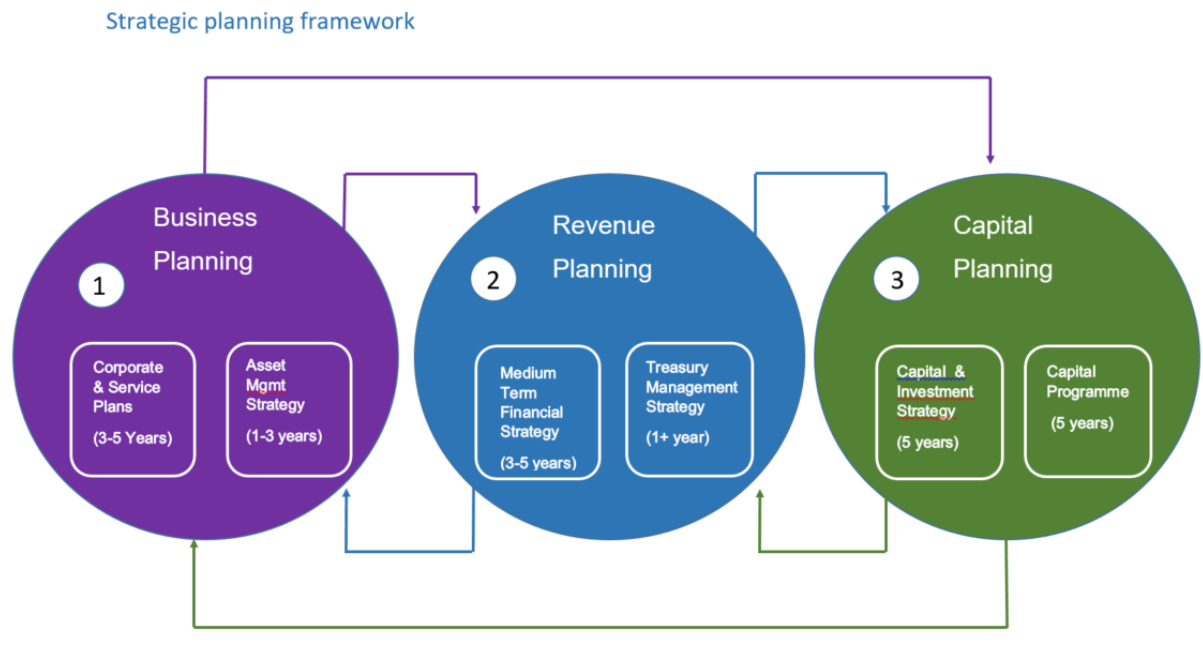 Strategic planning framework
Business
Planning
1
Corporate
& Service
Plans
(3-5 Years)
Asset
Mgmt
Strategy
(1-3 years)
Revenue
Planning
2
Medium
Term
Financial
Strategy
(3-5 years)
Treasury
Management
Strategy
(1+ year)
Capital
Planning
3
Capital &
Investment
Strategy
(5 years)
Capital
Programme
(5 years)